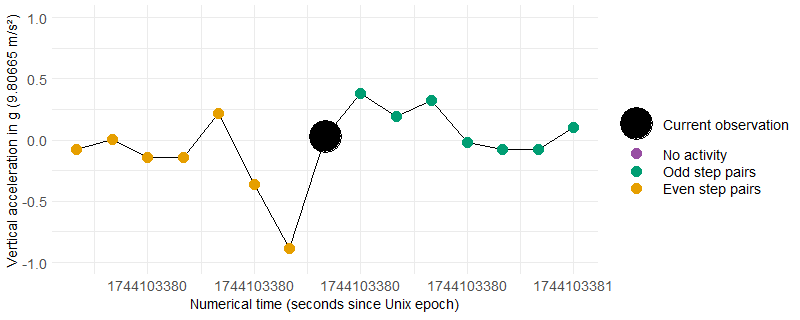 Vertical acceleration in g (9.80665 m/s²)
1.0
0.5
0.0
-0.5
-1.0
1744103380 1744103380 1744103380 1744103380 1744103381
Numerical time (seconds since Unix epoch)
Current observation
No activity
Odd step pairs
Even step pairs